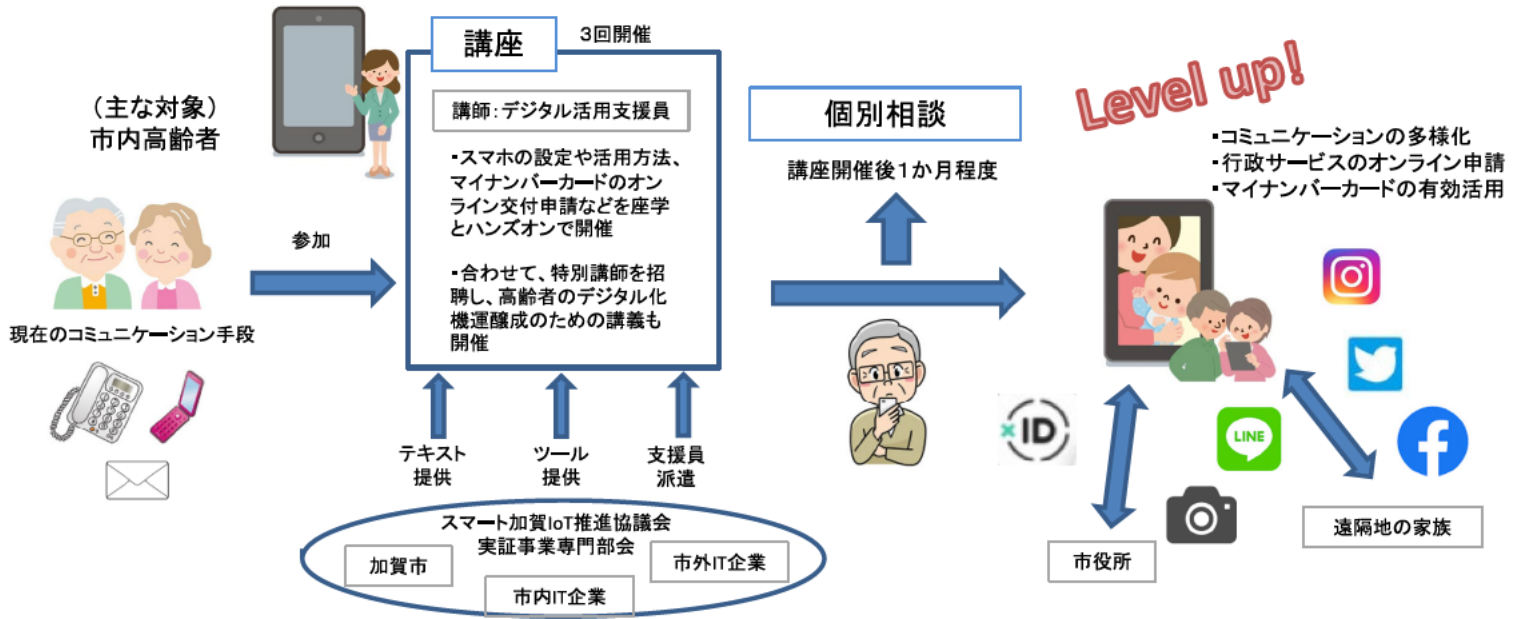 （主な対象）
市内高齢者
現在のコミュニケーション手段
参加
講座
３回開催
講師：デジタル活用支援員
▪スマホの設定や活用方法、
マイナンバーカードのオン
ライン交付申請などを座学
とハンズオンで開催
▪合わせて、特別講師を招
聘し、高齢者のデジタル化
機運醸成のための講義も
開催
テキスト
提供
ツール
提供
支援員
派遣
スマート加賀IoT推進協議会
実証事業専門部会
加賀市
市内IT企業
市外IT企業
個別相談
講座開催後１か月程度
Level up!
▪コミュニケーションの多様化
▪行政サービスのオンライン申請
▪マイナンバーカードの有効活用
xID
LINE
市役所
遠隔地の家族